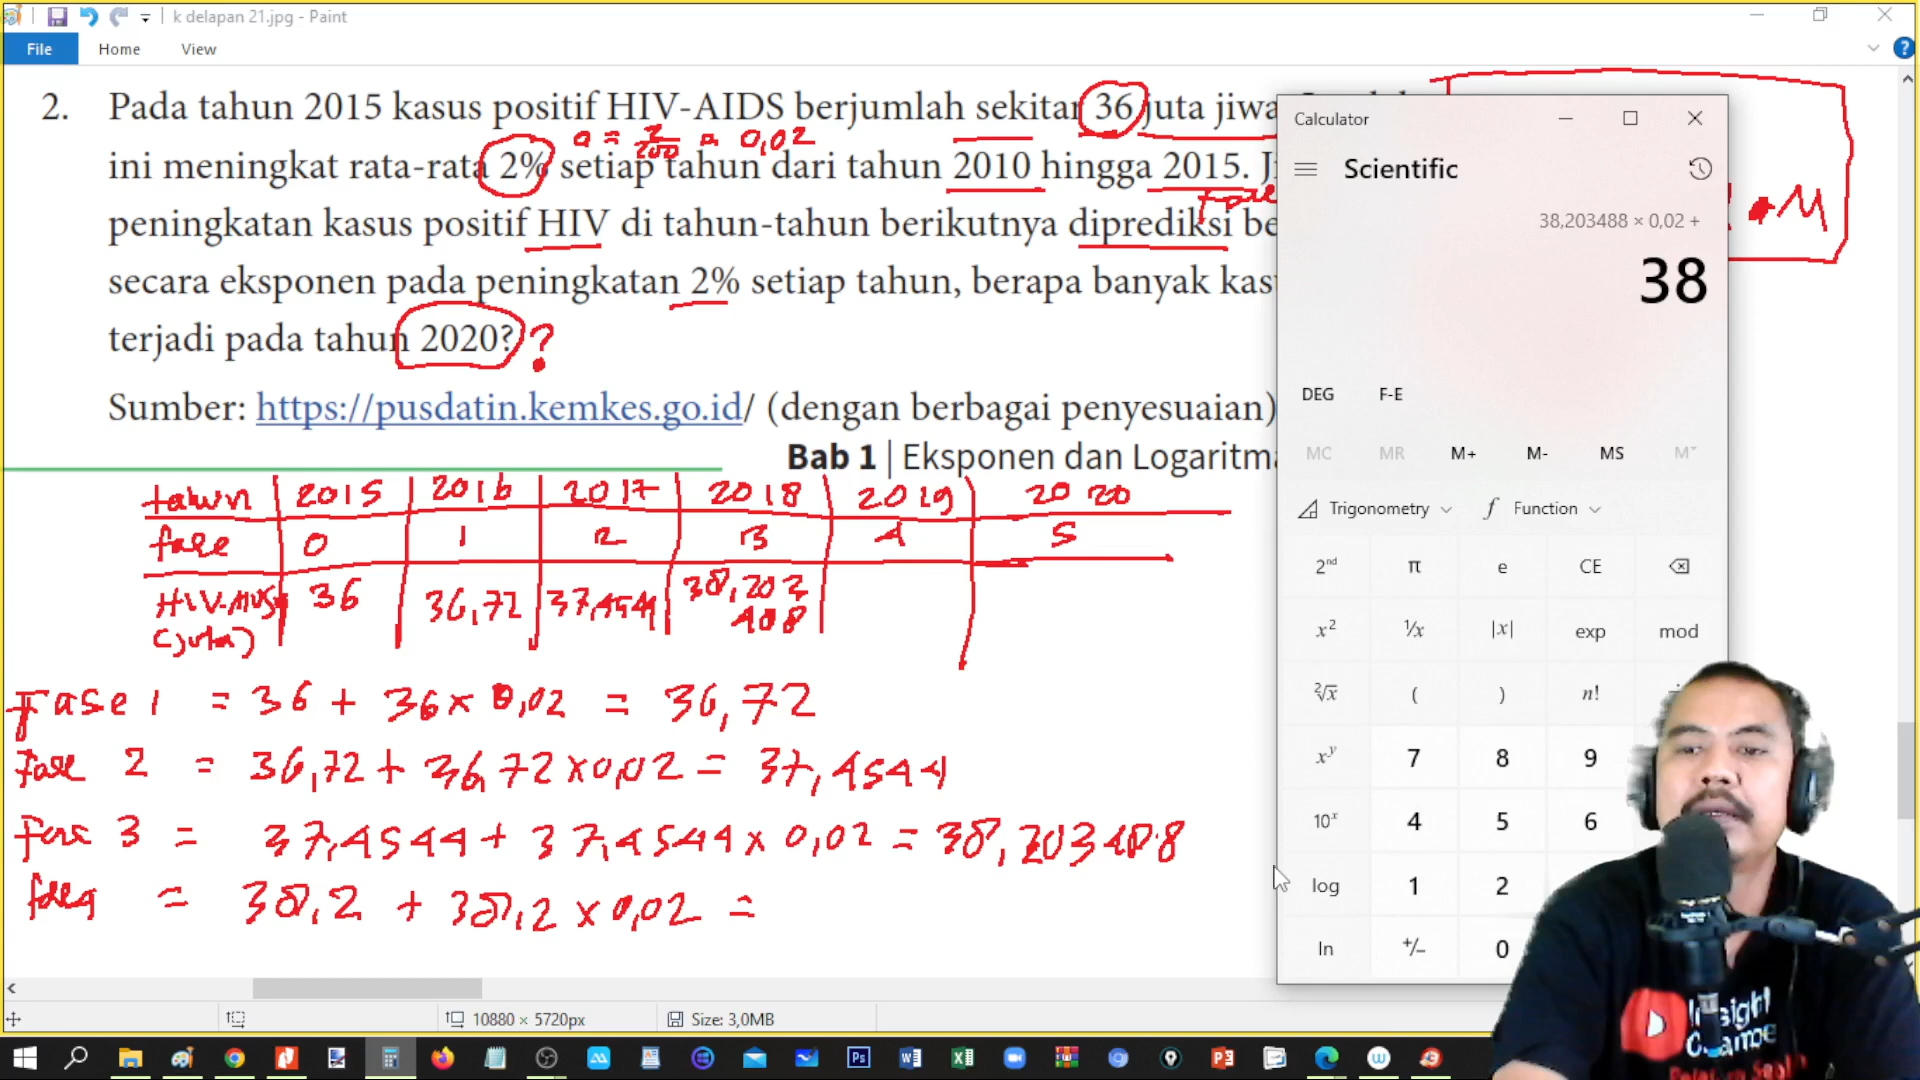 k delapan 21.jpg - Paint
File Home View
2. Pada tahun 2015 kasus positif HIV-AIDS berjumlah sekitar 36 juta jiwa.
a = 2/100 = 0,02
ini meningkat rata-rata 2% setiap tahun dari tahun 2010 hingga 2015.
peningkatan kasus positif HIV di tahun-tahun berikutnya diprediksi
secara eksponen pada peningkatan 2% setiap tahun, berapa banyak
terjadi pada tahun 2020? ?
Sumber: https://pusdatin.kemkes.go.id/ (dengan berbagai penyesuaian)
Bab 1 | Eksponen dan
tahun 2015 2016 2017 2018 2019 2020
fase 0 1 2 3 4 5
HIV-AIDS 36 36,72 37,4544 38,203
408
(juta)
Fase 1 = 36 + 36 x 0,02 = 36,72
Fase 2 = 36,72 + 36,72 x 0,02 = 37,4544
Fase 3 = 37,4544 + 37,4544 x 0,02 = 38,203408
fase 4 = 38,2 + 38,2 x 0,02 =
Calculator
Scientific
38,203488 × 0,02 +
38
DEG F-E
MC MR M+ M- MS M˅
Trigonometry Function
2nd π e CE
x² ¹/x |x| exp mod
²√x ( ) n! ÷
xʸ 7 8 9
10ˣ 4 5 6
log 1 2
ln +/- 0
M
10880 × 5720px Size: 3,0MB